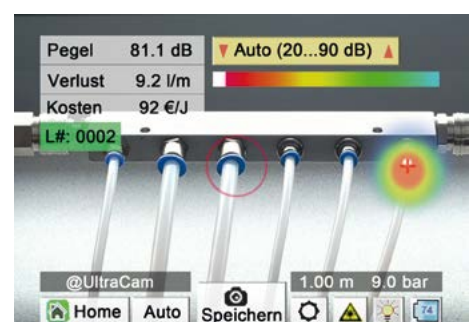 Pegel 81.1 dB
▼ Auto (20...90 dB) ▲
Verlust 9.2 l/m
Kosten 92 €/J
L#: 0002
@UltraCam
1.00 m 9.0 bar
Home
Auto
Speichern
74